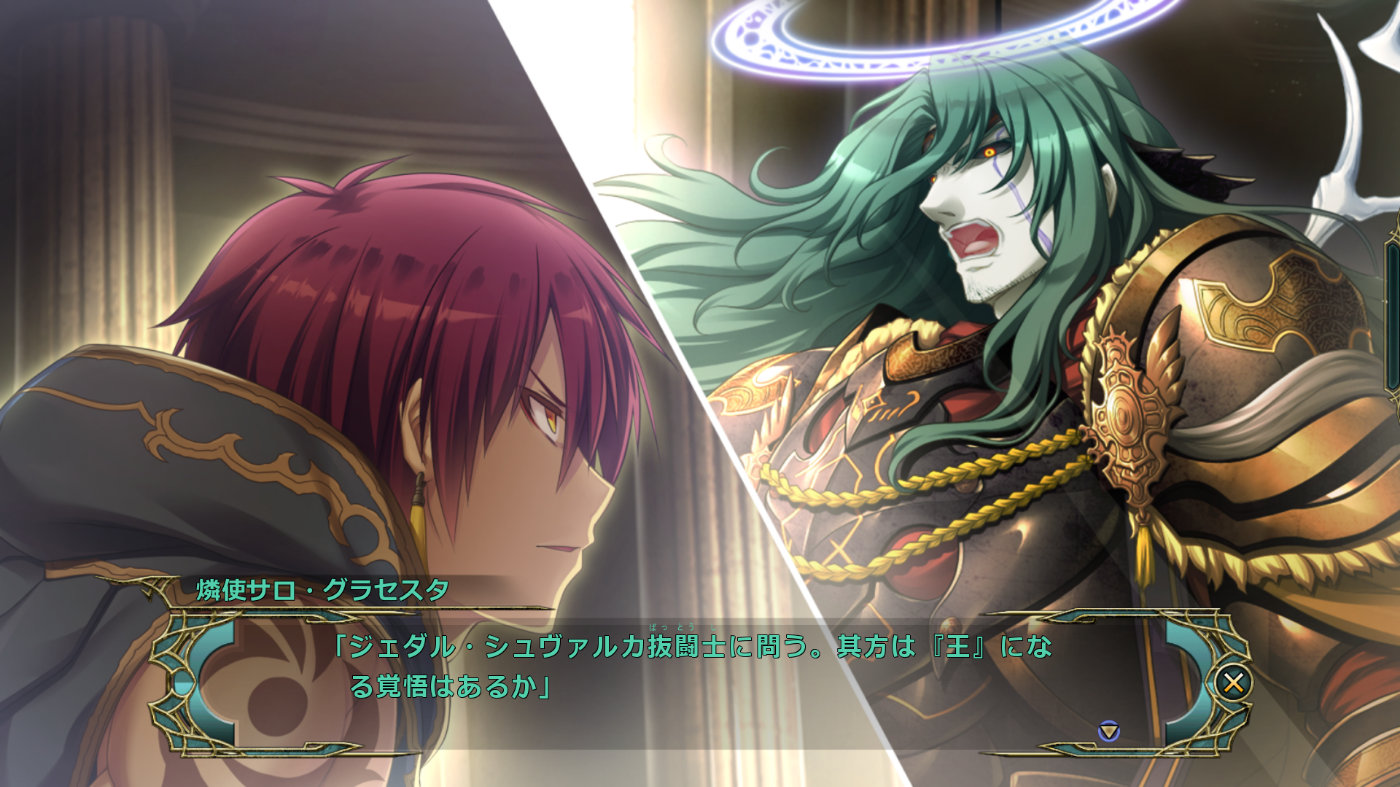 燐使サロ・グラセスタ
「ジェダル・シュヴァルカ抜闘士に問う。其方は『王』にな
る覚悟はあるか」